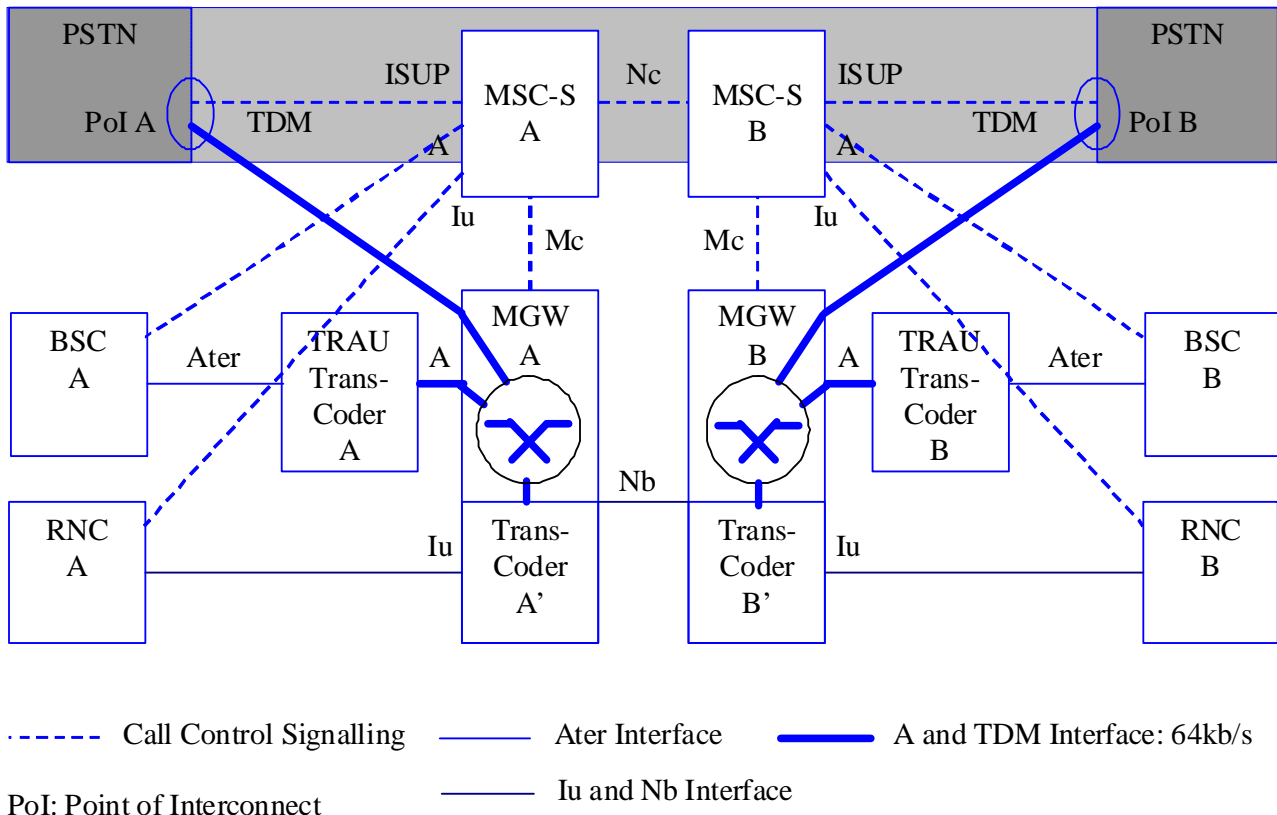 PSTN
PSTN
ISUP
Nc
ISUP
MSC-S
A
MSC-S
B
PoI A
TDM
TDM
PoI B
A
A
Iu
Iu
Mc
Mc
MGW
A
MGW
B
BSC
A
Ater
TRAU
Trans-
Coder
A
A
A
TRAU
Trans-
Coder
B
Ater
BSC
B
Nb
RNC
A
Iu
Trans-
Coder
A’
Trans-
Coder
B’
Iu
RNC
B
Call Control Signalling
Ater Interface
A and TDM Interface: 64kb/s
PoI: Point of Interconnect
Iu and Nb Interface